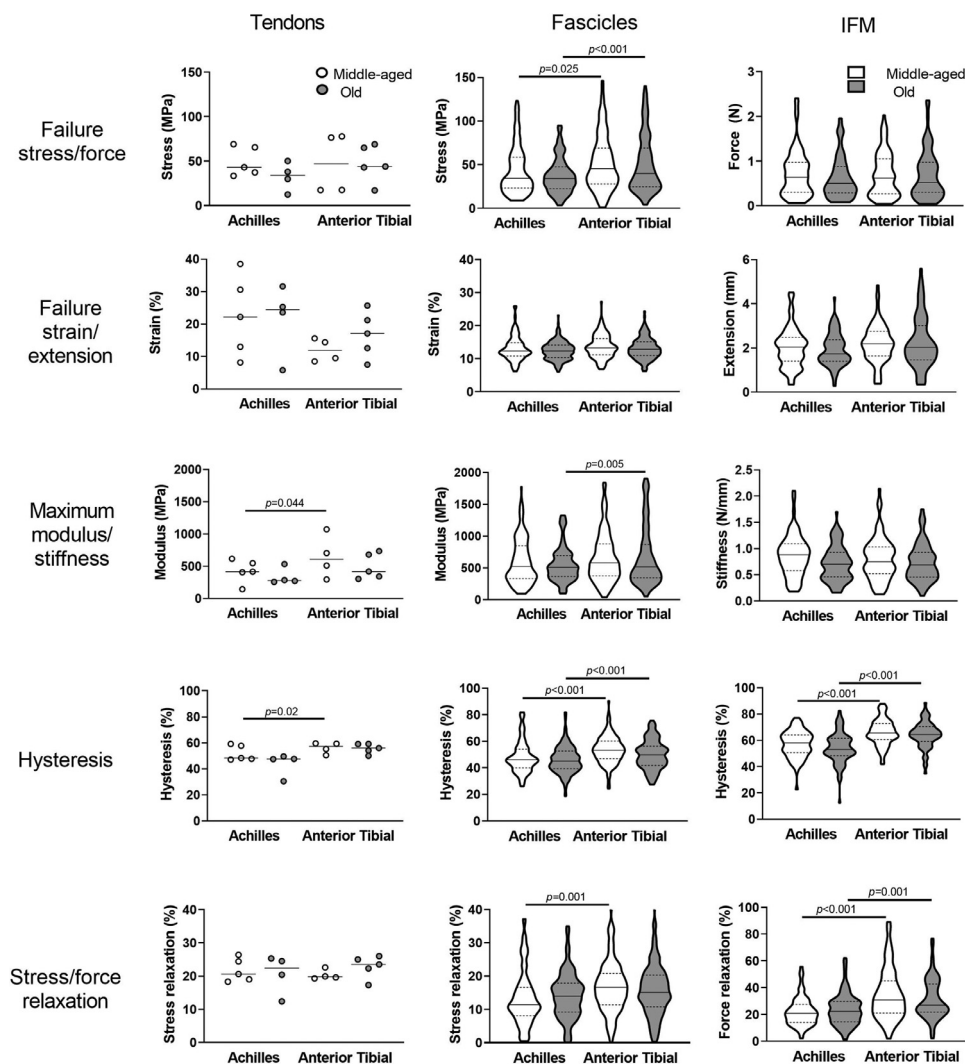 Tendons
Fascicles
IFM
Failure
stress/force
Stress (MPa)
150
100
50
0
Middle-aged
Old
Achilles
Anterior Tibial
Stress (MPa)
150
100
50
0
p=0.025
p<0.001
Achilles
Anterior Tibial
Force (N)
3
2
1
0
Middle-aged
Old
Achilles
Anterior Tibial
Failure
strain/
extension
Strain (%)
40
30
20
10
0
Achilles
Anterior Tibial
Strain (%)
40
30
20
10
0
Achilles
Anterior Tibial
Extension (mm)
6
4
2
0
Achilles
Anterior Tibial
Maximum
modulus/
stiffness
Modulus (MPa)
2000
1500
1000
500
0
p=0.044
Achilles
Anterior Tibial
Modulus (MPa)
2000
1500
1000
500
0
p=0.005
Achilles
Anterior Tibial
Stiffness (N/mm)
2.5
2.0
1.5
1.0
0.5
0.0
Achilles
Anterior Tibial
Hysteresis
Hysteresis (%)
100
80
60
40
20
0
p=0.02
Achilles
Anterior Tibial
Hysteresis (%)
100
80
60
40
20
0
p<0.001
p<0.001
Achilles
Anterior Tibial
Hysteresis (%)
100
80
60
40
20
0
p<0.001
p<0.001
Achilles
Anterior Tibial
Stress/force
relaxation
Stress relaxation (%)
40
30
20
10
0
Achilles
Anterior Tibial
Stress relaxation (%)
40
30
20
10
0
p=0.001
Achilles
Anterior Tibial
Force relaxation (%)
100
80
60
40
20
0
p<0.001
p=0.001
Achilles
Anterior Tibial